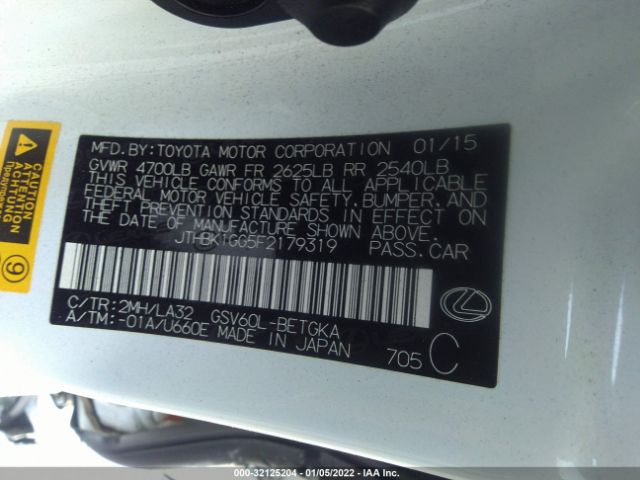 MFD.BY:TOYOTA MOTOR CORPORATION 01/15
GVWR 4700LB GAWR FR 2625LB RR 2540LB
THIS VEHICLE CONFORMS TO ALL APPLICABLE
FEDERAL MOTOR VEHICLE SAFETY,BUMPER, AND
THEFT PREVENTION STANDARDS IN EFFECT ON
THE DATE OF MANUFACTURE SHOWN ABOVE.
JTHBK1GG5F2179319 PASS.CAR
C/TR:2MH/LA32 GSV60L-BETGKA
A/TM:-01A/U660E MADE IN JAPAN 705 C
CAUTION
ACHTUNG
9
000-32125204 - 01/05/2022 - IAA Inc.